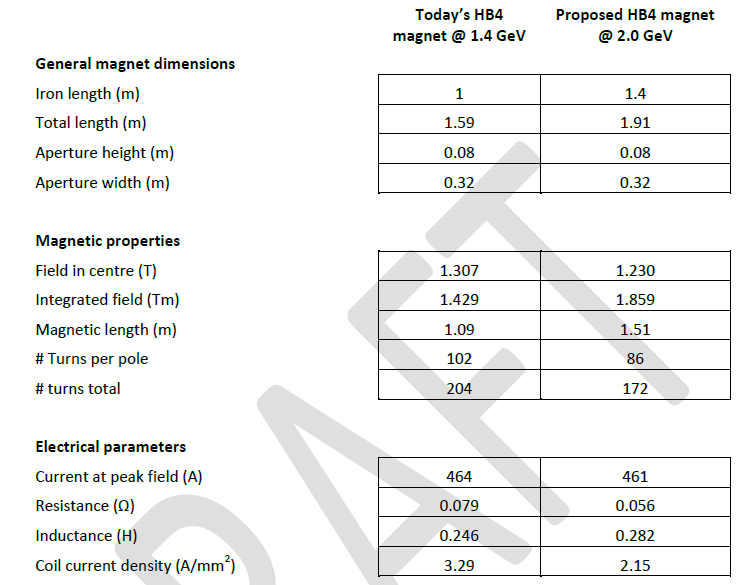 Today's HB4 magnet @ 1.4 GeV Proposed HB4 magnet @ 2.0 GeV
General magnet dimensions
Iron length (m) 1 1.4
Total length (m) 1.59 1.91
Aperture height (m) 0.08 0.08
Aperture width (m) 0.32 0.32
Magnetic properties
Field in centre (T) 1.307 1.230
Integrated field (Tm) 1.429 1.859
Magnetic length (m) 1.09 1.51
# Turns per pole 102 86
# turns total 204 172
Electrical parameters
Current at peak field (A) 464 461
Resistance (Ω) 0.079 0.056
Inductance (H) 0.246 0.282
Coil current density (A/mm²) 3.29 2.15
DRAFT